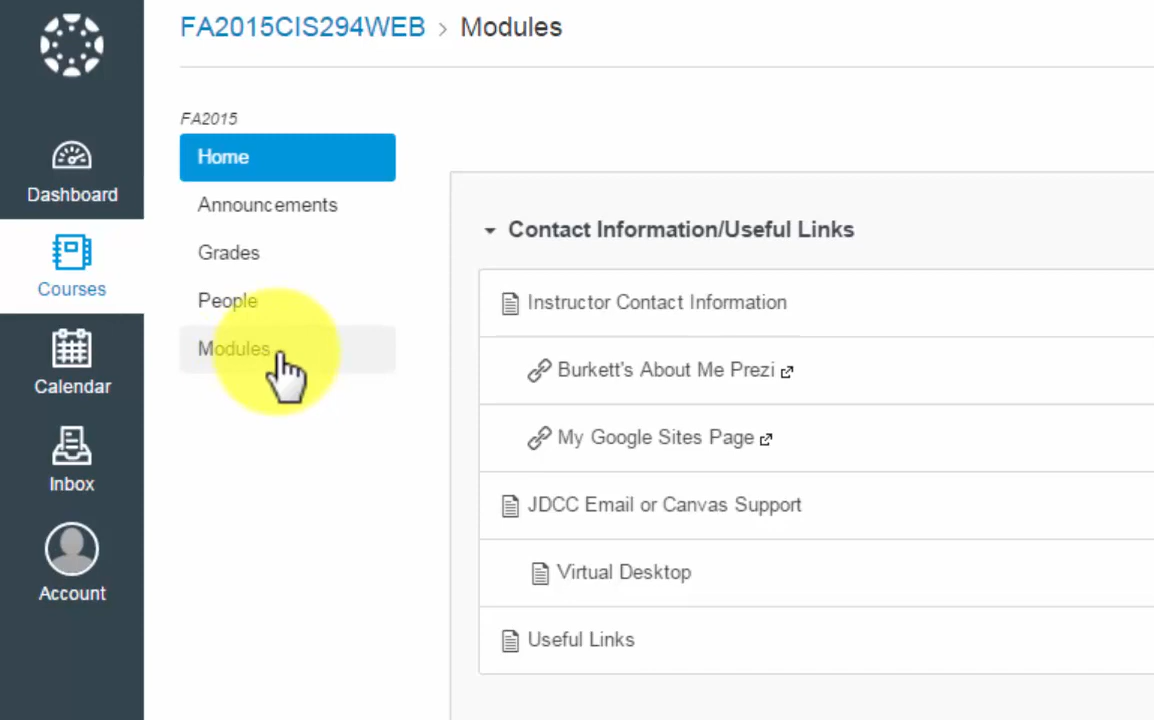 FA2015CIS294WEB > Modules
FA2015
Home
Announcements
Grades
People
Modules
Dashboard
Courses
Calendar
Inbox
Account
Contact Information/Useful Links
Instructor Contact Information
Burkett's About Me Prezi
My Google Sites Page
JDCC Email or Canvas Support
Virtual Desktop
Useful Links